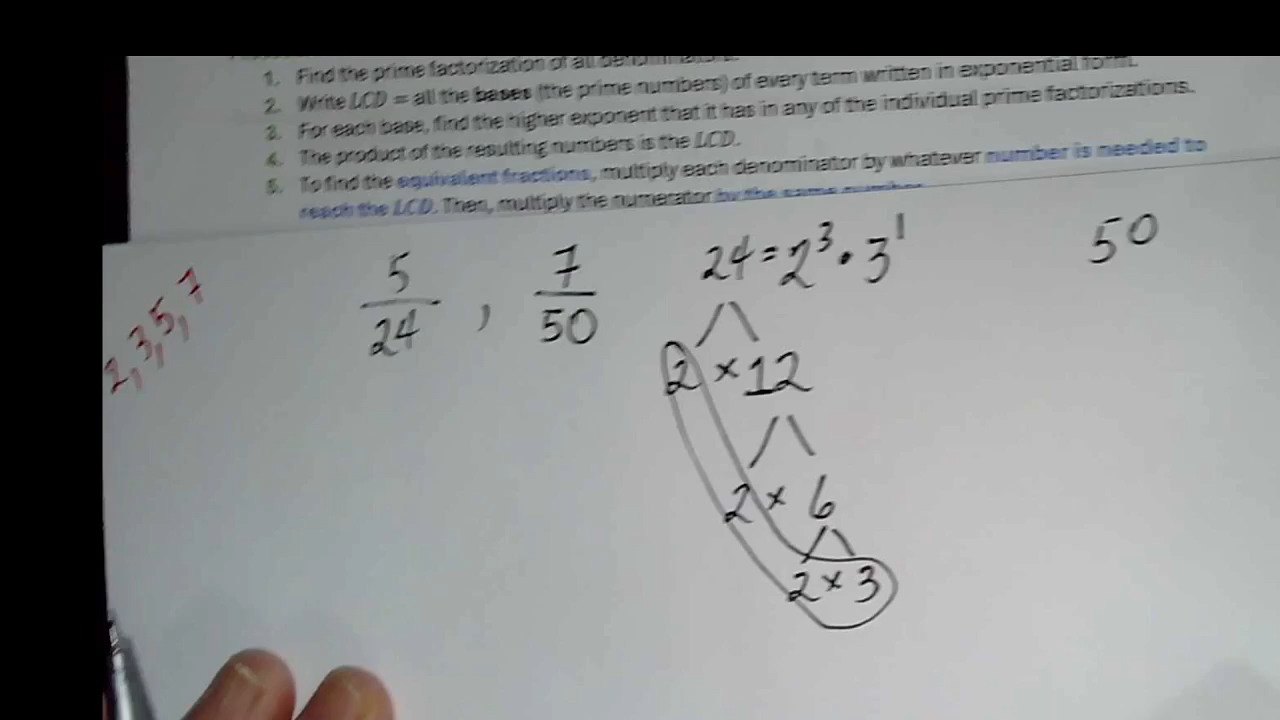 1. Find the prime factorization of all denominators.
2. Write LCD = all the bases (the prime numbers) of every term written in exponential form.
3. For each base, find the higher exponent that it has in any of the individual prime factorizations.
4. The product of the resulting numbers is the LCD.
5. To find the equivalent fractions, multiply each denominator by whatever number is needed to
reach the LCD. Then, multiply the numerator by the same number.
2, 3, 5, 7
5/24 , 7/50
24 = 2³ · 3¹
2 × 12
2 × 6
2 × 3
50